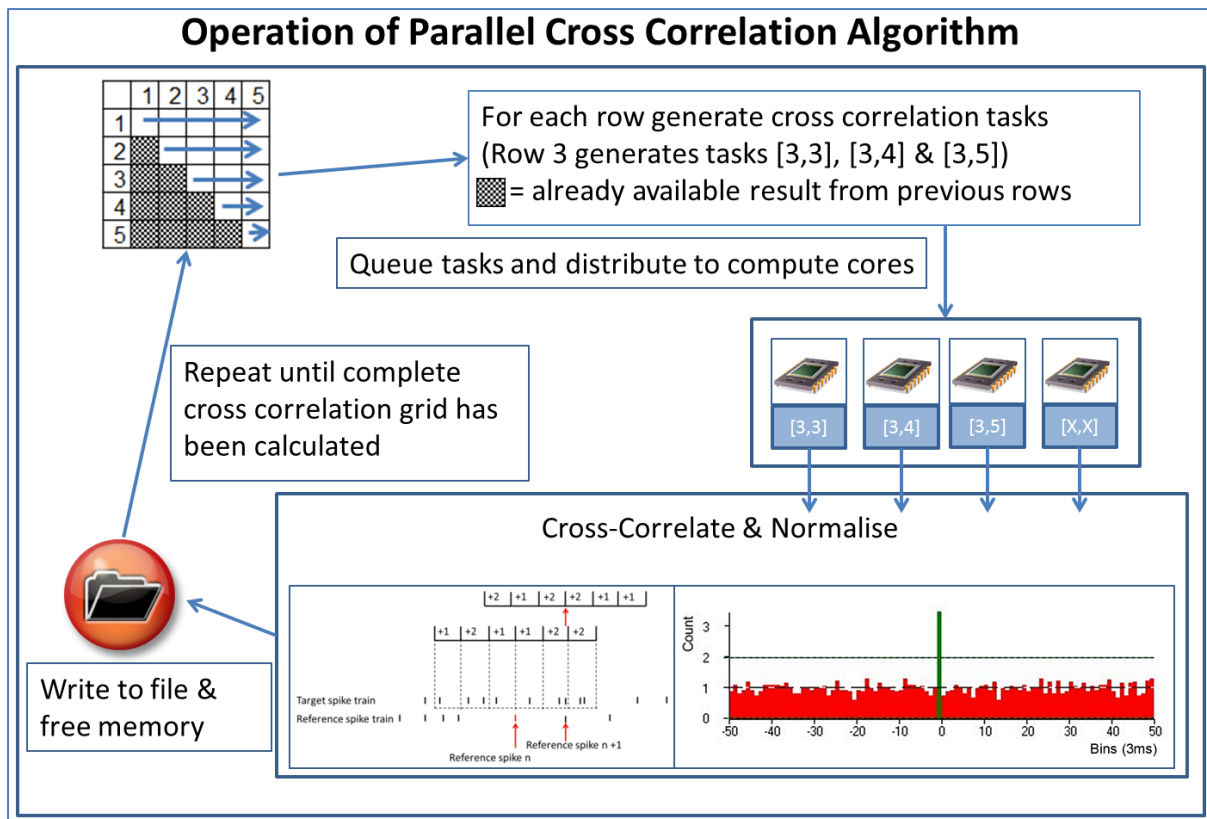 Operation of Parallel Cross Correlation Algorithm
1 2 3 4 5
1
2
3
4
5
For each row generate cross correlation tasks
(Row 3 generates tasks [3,3], [3,4] & [3,5])
= already available result from previous rows
Queue tasks and distribute to compute cores
[3,3] [3,4] [3,5] [X,X]
Repeat until complete
cross correlation grid has
been calculated
Cross-Correlate & Normalise
+2 +1 +2 +2 +1 +1
+1 +2 +1 +1 +2 +2
Target spike train
Reference spike train
Reference spike n +1
Reference spike n
Count
3
2
1
0
-50 -40 -30 -20 -10 0 10 20 30 40 50
Bins (3ms)
Write to file &
free memory